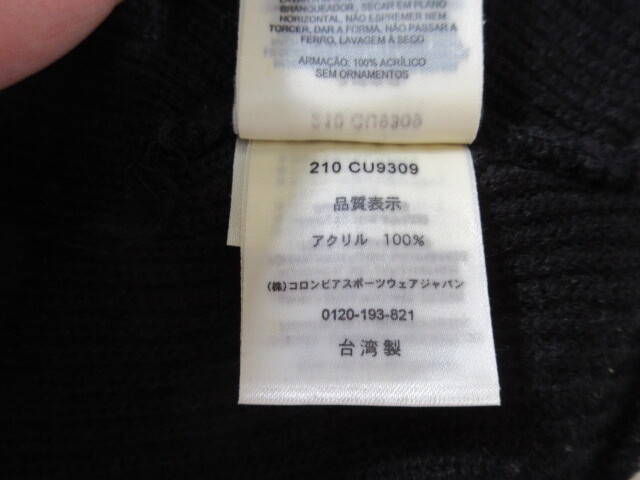 BRANQUEADOR, SECAR EM PLANO
HORIZONTAL, NÃO ESPREMER NEM
TORCER, DAR A FORMA, NÃO PASSAR A
FERRO, LAVAGEM À SECO
ARMAÇÃO: 100% ACRÍLICO
SEM ORNAMENTOS
210 CU9309
210 CU9309
品質表示
アクリル 100%
(株)コロンビアスポーツウェアジャパン
0120-193-821
台湾製